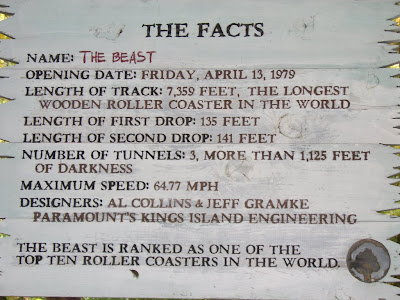 THE FACTS
NAME: THE BEAST
OPENING DATE: FRIDAY, APRIL 13, 1979
LENGTH OF TRACK: 7,359 FEET, THE LONGEST
WOODEN ROLLER COASTER IN THE WORLD
LENGTH OF FIRST DROP: 135 FEET
LENGTH OF SECOND DROP: 141 FEET
NUMBER OF TUNNELS: 3, MORE THAN 1,125 FEET
OF DARKNESS
MAXIMUM SPEED: 64.77 MPH
DESIGNERS: AL COLLINS & JEFF GRAMKE
PARAMOUNT'S KINGS ISLAND ENGINEERING
THE BEAST IS RANKED AS ONE OF THE
TOP TEN ROLLER COASTERS IN THE WORLD.